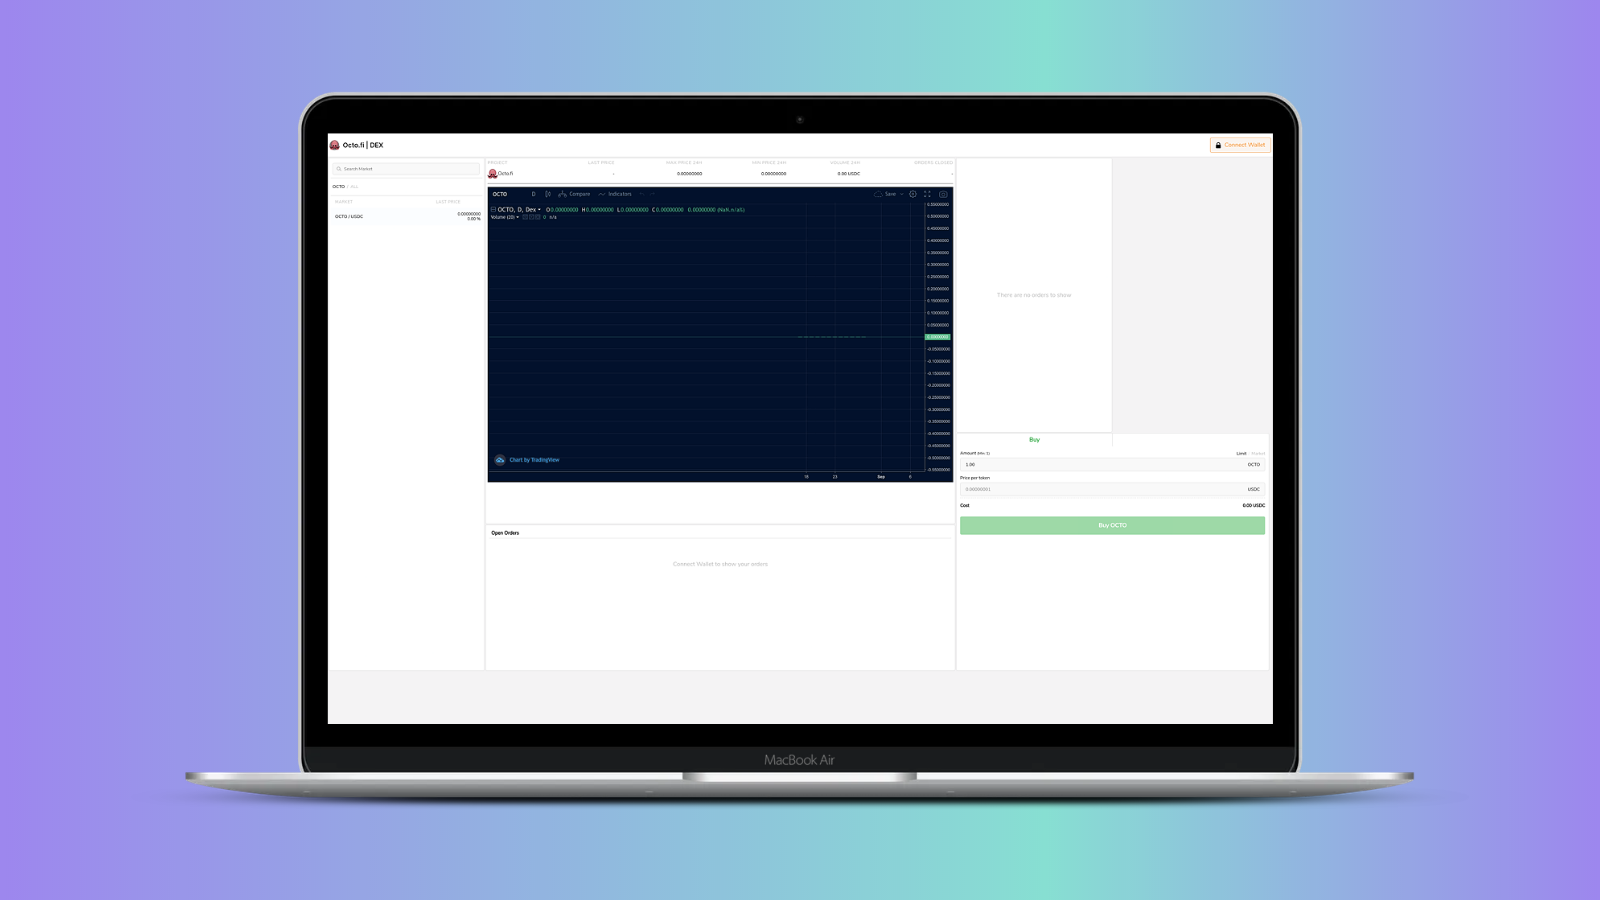 Octo.fi | DEX
Connect Wallet
Search Market
OCTO / ALL
MARKET LAST PRICE
OCTO / USDC 0.00000000
0.00 %
PROJECT LAST PRICE MAX PRICE 24H MIN PRICE 24H VOLUME 24H ORDERS CLOSED
Octo.fi - 0.00000000 0.00000000 0.00 USDC -
OCTO D Compare Indicators Save
OCTO, D, Dex O0.00000000 H0.00000000 L0.00000000 C0.00000000 0.00000000 (NaN.n/a%)
Volume (20) 0 n/a
0.55000000
0.50000000
0.45000000
0.40000000
0.35000000
0.30000000
0.25000000
0.20000000
0.15000000
0.10000000
0.05000000
0.00000000
-0.05000000
-0.10000000
-0.15000000
-0.20000000
-0.25000000
-0.30000000
-0.35000000
-0.40000000
-0.45000000
-0.50000000
-0.55000000
Chart by TradingView
23 Sep 6
Open Orders
Connect Wallet to show your orders
There are no orders to show
Buy
Amount (min. 1) Limit Market
1.00 OCTO
Price per token
0.00000001 USDC
Cost 0.00 USDC
Buy OCTO
MacBook Air